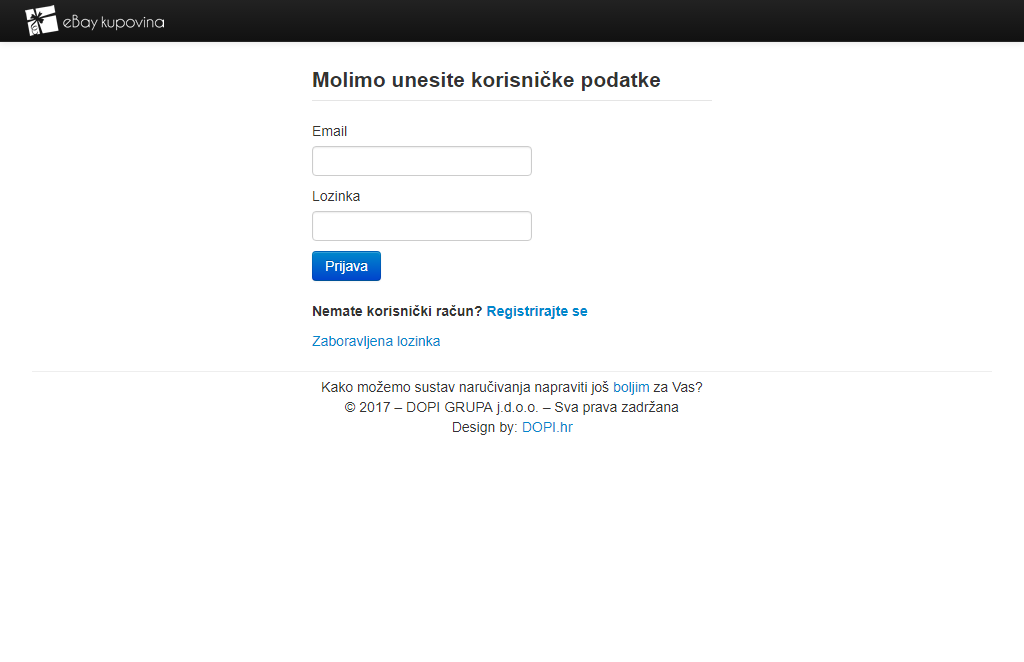 eBay kupovina
Molimo unesite korisničke podatke
Email
Lozinka
Prijava
Nemate korisnički račun? Registrirajte se
Zaboravljena lozinka
Kako možemo sustav naručivanja napraviti još boljim za Vas?
© 2017 – DOPI GRUPA j.d.o.o. – Sva prava zadržana
Design by: DOPI.hr